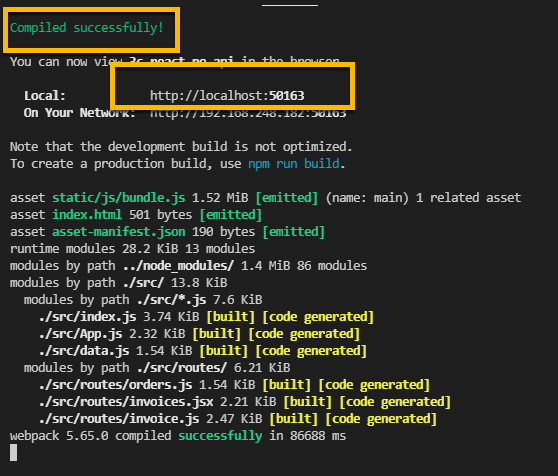 Compiled successfully!
You can now view 3c-react-no-api in the browser.
Local: http://localhost:50163
On Your Network: http://192.168.248.182:50163
Note that the development build is not optimized.
To create a production build, use npm run build.
asset static/js/bundle.js 1.52 MiB [emitted] (name: main) 1 related asset
asset index.html 501 bytes [emitted]
asset asset-manifest.json 190 bytes [emitted]
runtime modules 28.2 KiB 13 modules
modules by path ../node_modules/ 1.4 MiB 86 modules
modules by path ./src/ 13.8 KiB
modules by path ./src/*.js 7.6 KiB
./src/index.js 3.74 KiB [built] [code generated]
./src/App.js 2.32 KiB [built] [code generated]
./src/data.js 1.54 KiB [built] [code generated]
modules by path ./src/routes/ 6.21 KiB
./src/routes/orders.js 1.54 KiB [built] [code generated]
./src/routes/invoices.jsx 2.21 KiB [built] [code generated]
./src/routes/invoice.js 2.47 KiB [built] [code generated]
webpack 5.65.0 compiled successfully in 86688 ms